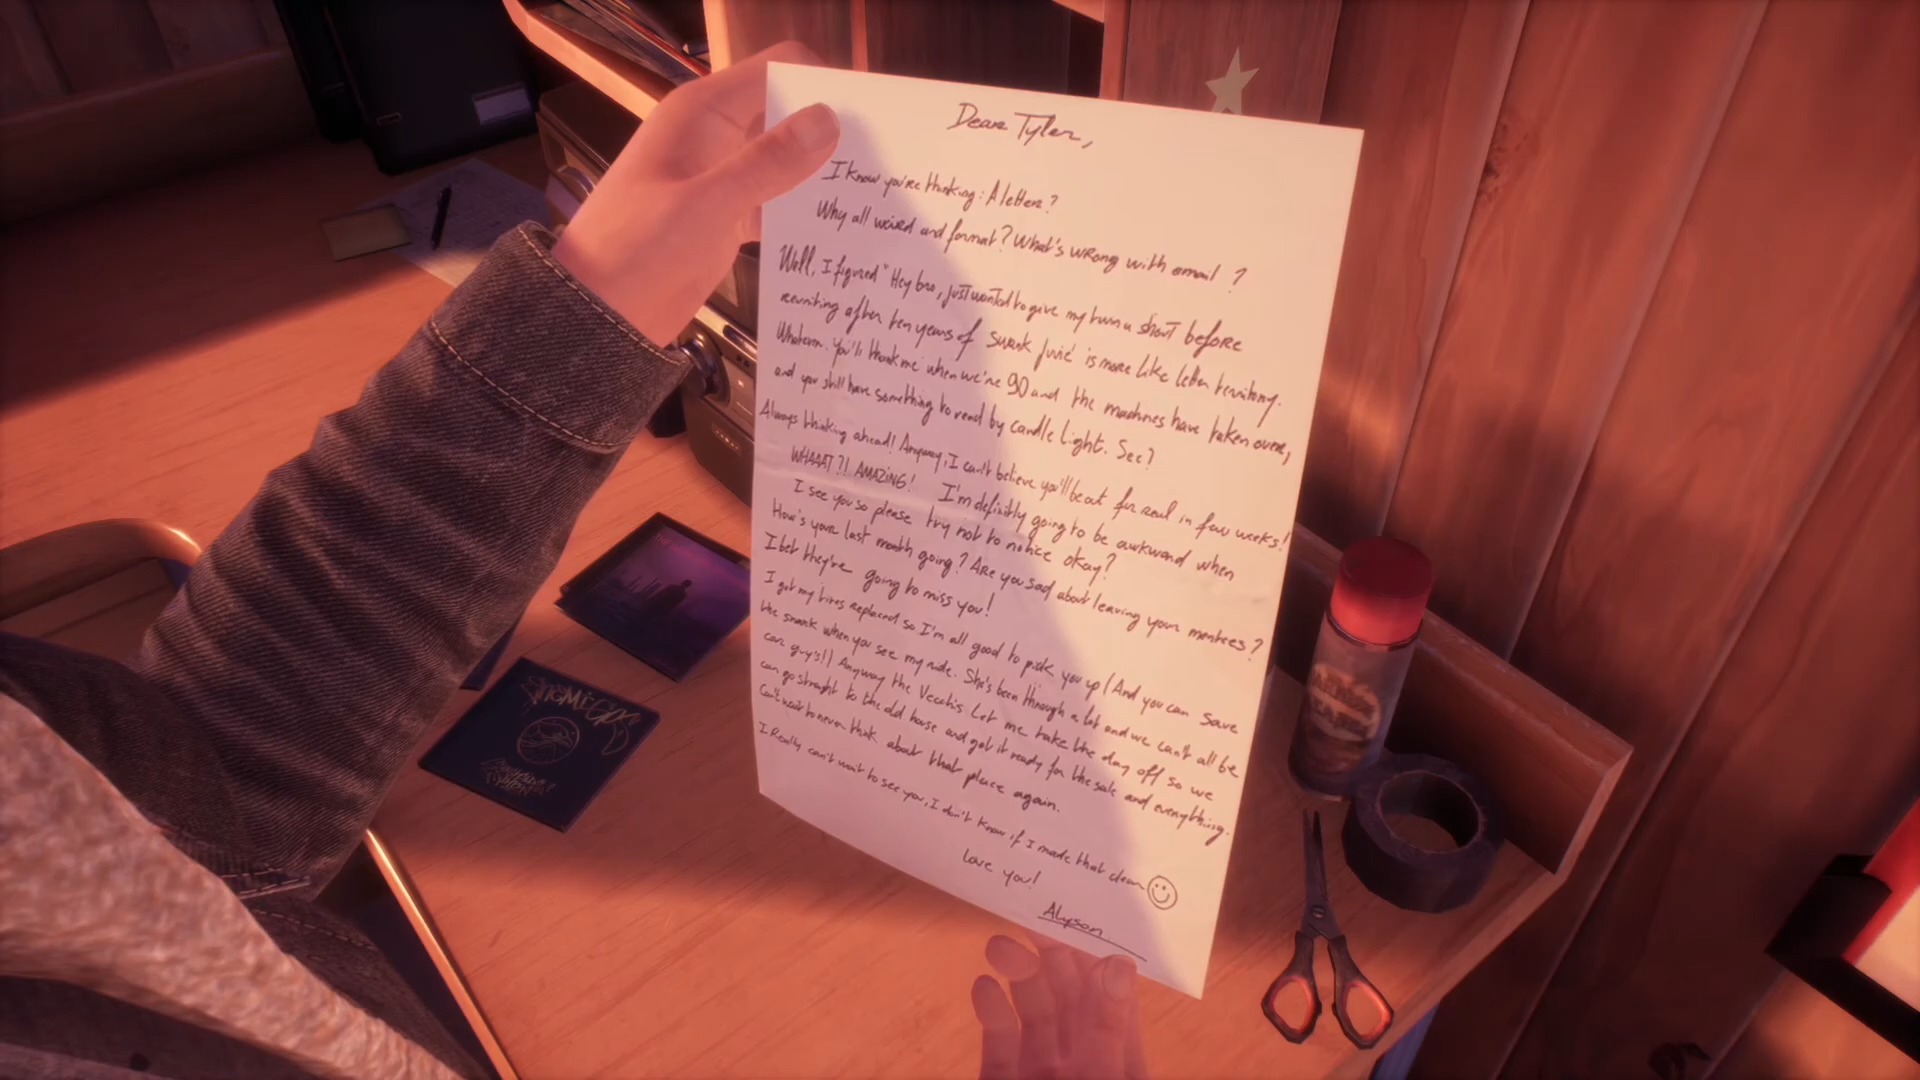 Dear Tyler,
I know you're thinking: A letter?
Why all weird and formal? What's wrong with email ?
Well, I figured "Hey bro, just wanted to give my twin a shout before
reuniting after ten years of swank Juvie' is more like letter territory.
Whatever. You'll thank me when we're 90 and the machines have taken over,
and you still have something to read by candle light. See?
Always thinking ahead! Anyway, I can't believe you'll be out for real in few weeks!
WHAAAT?! AMAZING! I'm definitly going to be awkward when
I see you so please try not to notice okay?
How's your last month going? Are you sad about leaving your mentees?
I bet they're going to miss you!
I got my tires replaced so I'm all good to pick you up! And you can save
the snark when you see my ride. She's been through a lot and we can't all be
car guys!) Anyway the Vecchis let me take the day off so we
can go straight to the old house and get it ready for the sale and everything.
Can't wait to never think about that place again.
I Really can't wait to see you, I don't know if I made that clear
Love you!
Alyson